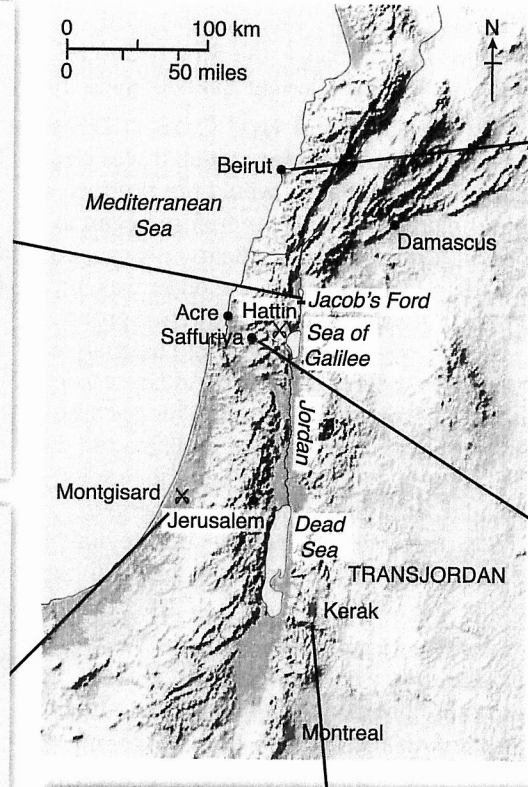 0 100 km
0 50 miles
N
Beirut
Mediterranean
Sea
Damascus
Jacob's Ford
Acre
Hattin
Saffuriya
Sea of
Galilee
Jordan
Montgisard
Jerusalem
Dead
Sea
TRANSJORDAN
Kerak
Montreal